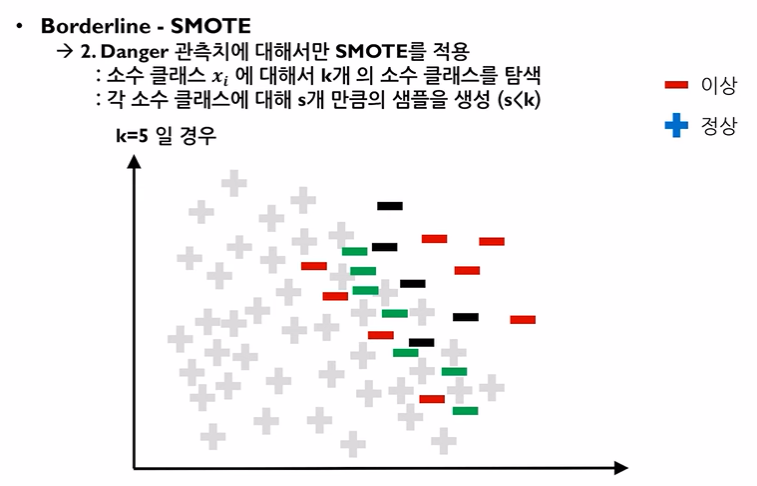 • Borderline - SMOTE
→ 2. Danger 관측치에 대해서만 SMOTE를 적용
: 소수 클래스 xᵢ 에 대해서 k개 의 소수 클래스를 탐색
: 각 소수 클래스에 대해 s개 만큼의 샘플을 생성 (s<k)
k=5 일 경우
이상
정상